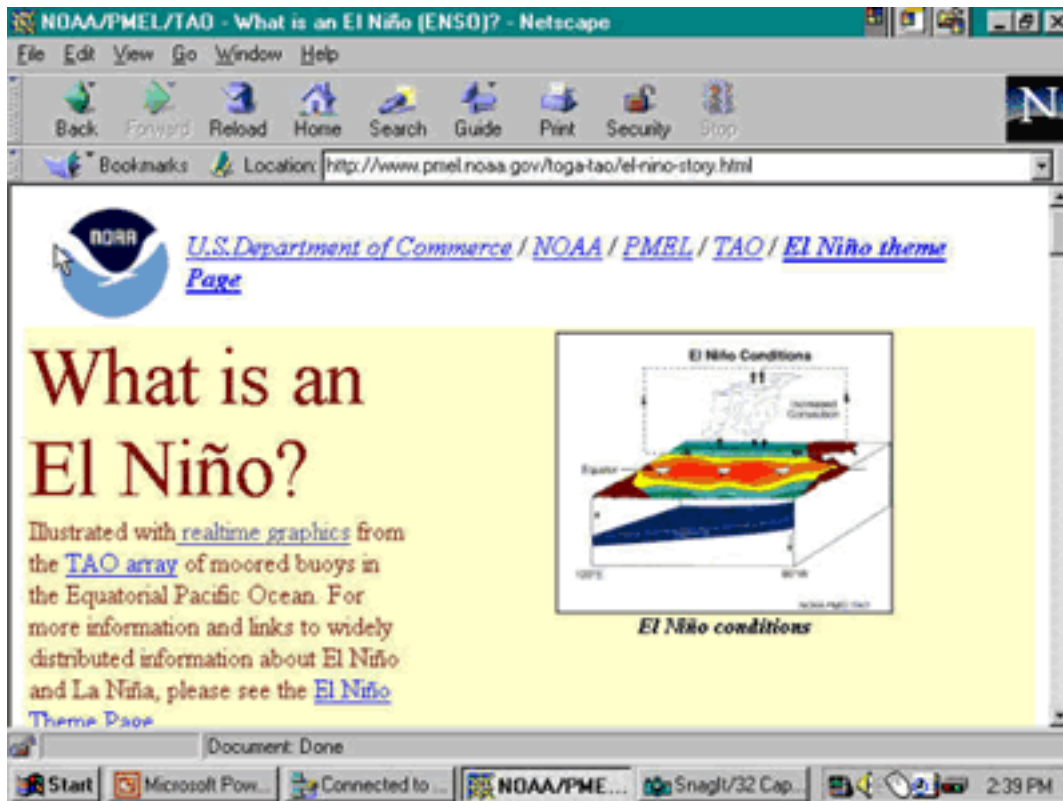 NOAA/PMEL/TAO - What is an El Niño (ENSO)? - Netscape
File Edit View Go Window Help
Back Forward Reload Home Search Guide Print Security Stop
N
Bookmarks Location: http://www.pmel.noaa.gov/toga-tao/el-nino-story.html
NOAA
U.S.Department of Commerce / NOAA / PMEL / TAO / El Niño theme
Page
What is an
El Niño?
Illustrated with realtime graphics from
the TAO array of moored buoys in
the Equatorial Pacific Ocean. For
more information and links to widely
distributed information about El Niño
and La Niña, please see the El Niño
Theme Page
El Niño Conditions
Increased
Convection
Equator
120°E 80°W
NOAA/PMEL/TAO
El Niño conditions
Document: Done
Start Microsoft Pow... Connected to ... NOAA/PME... SnagIt/32 Cap... 2:39 PM